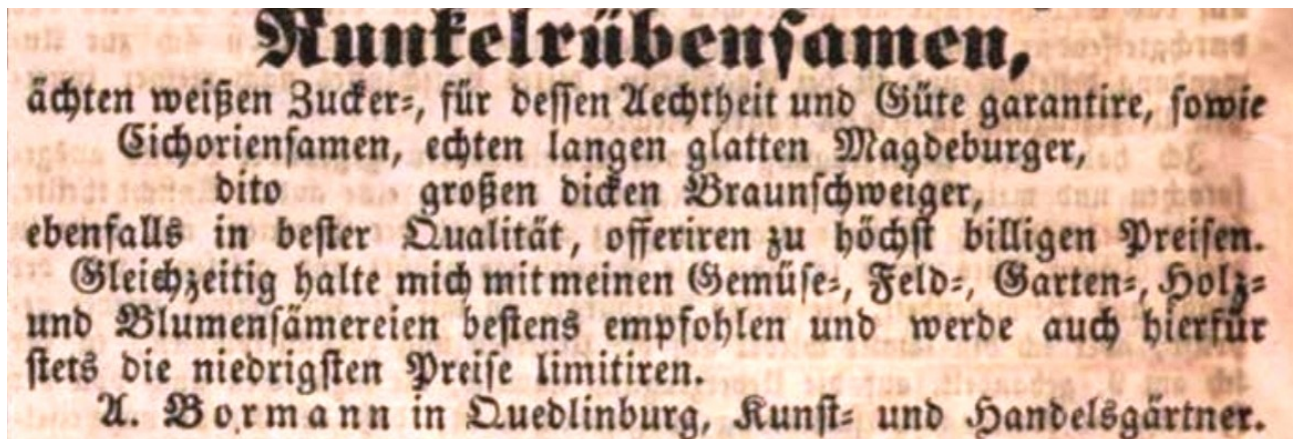 Runkelrübensamen,
ächten weißen Zucker-, für dessen Aechtheit und Güte garantire, sowie
Cichoriensamen, echten langen glatten Magdeburger,
dito großen dicken Braunschweiger,
ebenfalls in bester Qualität, offeriren zu höchst billigen Preisen.
Gleichzeitig halte mich mit meinen Gemüse-, Feld-, Garten-, Holz-
und Blumensämereien bestens empfohlen und werde auch hierfür
stets die niedrigsten Preise limitiren.
A. Bormann in Quedlinburg, Kunst- und Handelsgärtner.